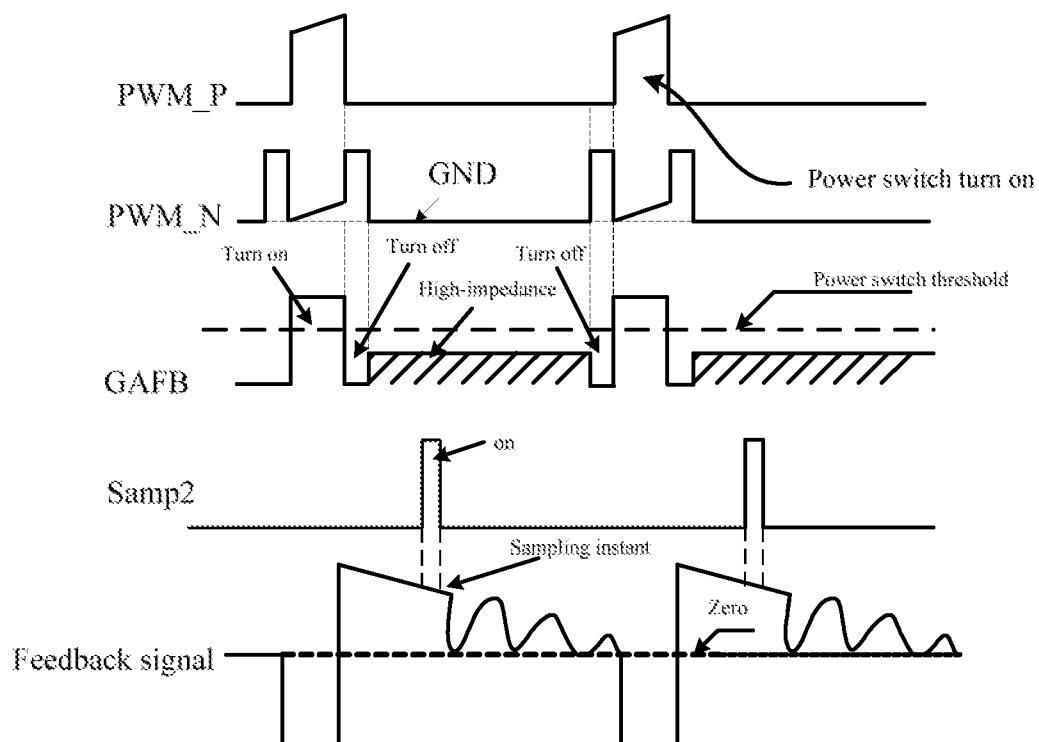 PWM_P
GND
Power switch turn on
PWM_N
Turn on
Turn off
Turn off
High-impedance
Power switch threshold
GAFB
on
Samp2
Sampling instant
Zero
Feedback signal